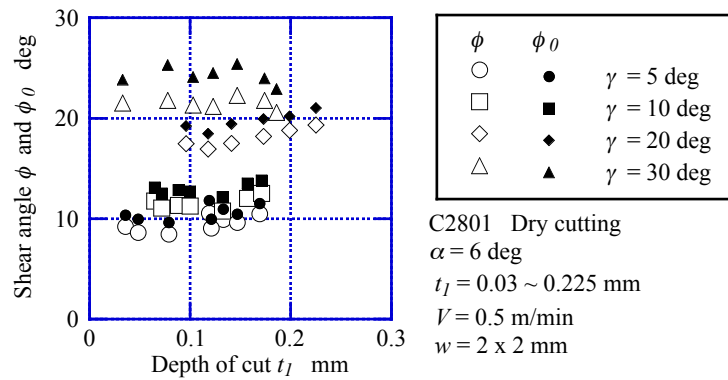 Shear angle ϕ and ϕ0 deg
30
20
10
0
0
0.1
0.2
0.3
Depth of cut t1 mm
ϕ ϕ0
γ = 5 deg
γ = 10 deg
γ = 20 deg
γ = 30 deg
C2801 Dry cutting
α = 6 deg
t1 = 0.03 ~ 0.225 mm
V = 0.5 m/min
w = 2 x 2 mm